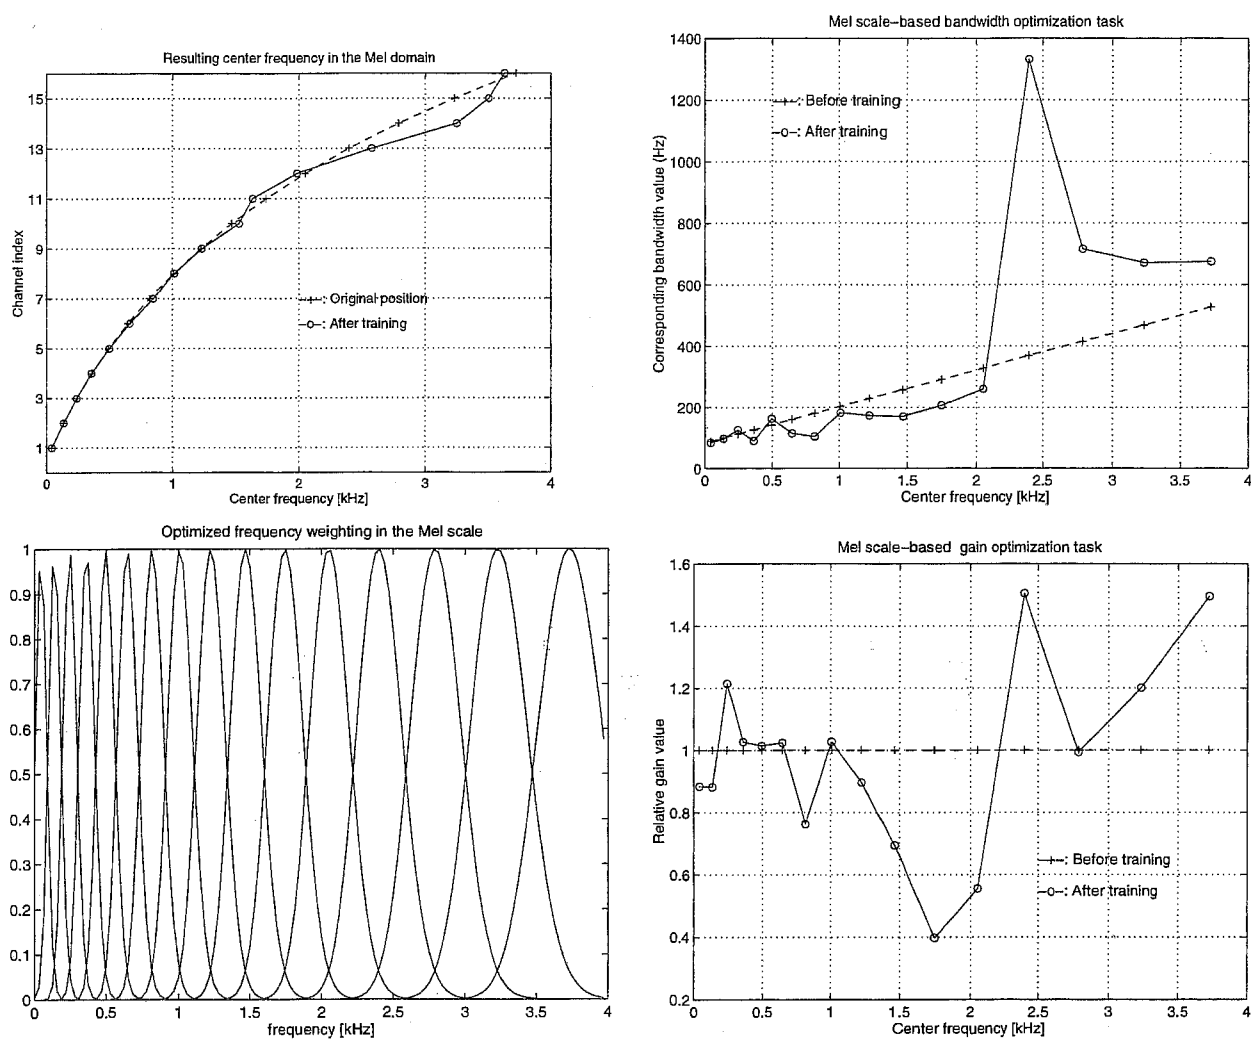 Resulting center frequency in the Mel domain
15
13
11
9
7
5
3
1
Channel index
-+-: Original position
-o-: After training
0 1 2 3 4
Center frequency [kHz]
Mel scale-based bandwidth optimization task
1400
1200
1000
800
600
400
200
0
Corresponding bandwidth value (Hz)
-+-: Before training
-o-: After training
0 0.5 1 1.5 2 2.5 3 3.5 4
Center frequency [kHz]
Optimized frequency weighting in the Mel scale
1
0.9
0.8
0.7
0.6
0.5
0.4
0.3
0.2
0.1
0
0 0.5 1 1.5 2 2.5 3 3.5 4
frequency [kHz]
Mel scale-based gain optimization task
1.6
1.4
1.2
1
0.8
0.6
0.4
0.2
Relative gain value
-+-: Before training
-o-: After training
0 0.5 1 1.5 2 2.5 3 3.5 4
Center frequency [kHz]